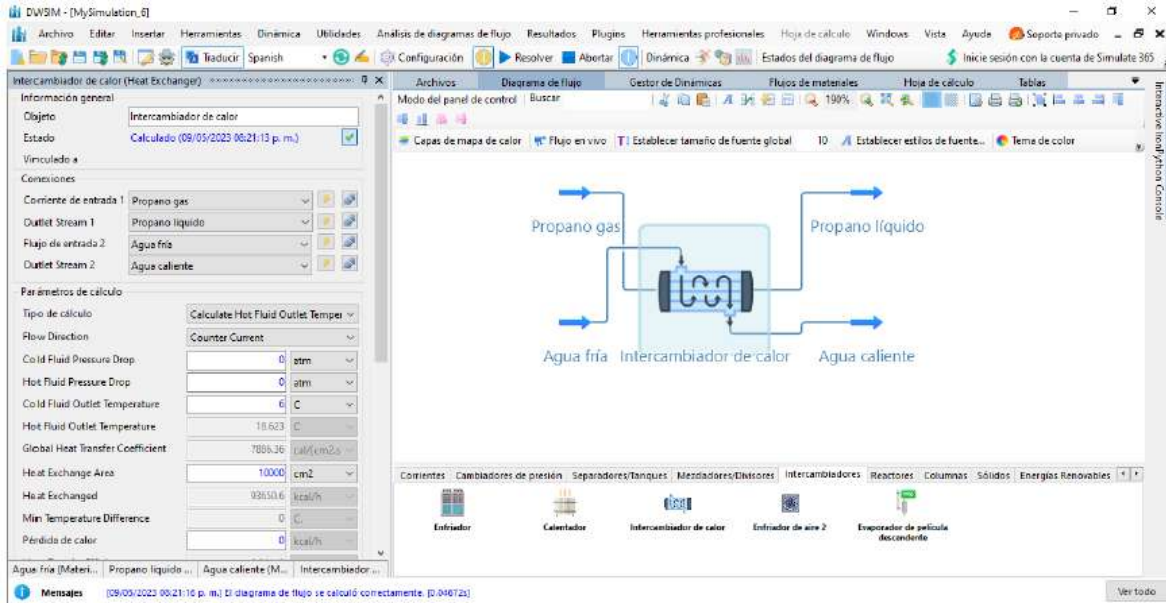 DWSIM - [MySimulation_6]
Archivo Editar Insertar Herramientas Dinámica Utilidades Análisis de diagramas de flujo Resultados Plugins Herramientas profesionales Hoja de cálculo Windows Vista Ayuda Soporte privado
Traducir Spanish Configuración Resolver Abortar Dinámica Estados del diagrama de flujo Inicie sesión con la cuenta de Simulate 365
Intercambiador de calor (Heat Exchanger)
Información general
Objeto Intercambiador de calor
Estado Calculado (09/05/2023 08:21:13 p. m.)
Vinculado a
Conexiones
Corriente de entrada 1 Propano gas
Outlet Stream 1 Propano líquido
Flujo de entrada 2 Agua fría
Outlet Stream 2 Agua caliente
Parámetros de cálculo
Tipo de cálculo Calculate Hot Fluid Outlet Temper
Flow Direction Counter Current
Cold Fluid Pressure Drop 0 atm
Hot Fluid Pressure Drop 0 atm
Cold Fluid Outlet Temperature 6 C
Hot Fluid Outlet Temperature 18.623 C
Global Heat Transfer Coefficient 7886.36 cal/[cm2.s
Heat Exchange Area 10000 cm2
Heat Exchanged 93650.6 kcal/h
Min Temperature Difference 0 C.
Pérdida de calor 0 kcal/h
Agua fría (Materi... Propano líquido ... Agua caliente (M... Intercambiador ...
Archivos Diagrama de flujo Gestor de Dinámicas Flujos de materiales Hoja de cálculo Tablas
Modo del panel de control Buscar 190%
Capas de mapa de calor Flujo en vivo Establecer tamaño de fuente global 10 Establecer estilos de fuente... Tema de color
Propano gas Propano líquido
Agua fría Intercambiador de calor Agua caliente
Corrientes Cambiadores de presión Separadores/Tanques Mezcladores/Divisores Intercambiadores Reactores Columnas Sólidos Energías Renovables
Enfriador Calentador Intercambiador de calor Enfriador de aire 2 Evaporador de película
descendente
Interactive IronPython Console
Mensajes [09/05/2023 08:21:16 p. m.] El diagrama de flujo se calculó correctamente. [0.04672s] Ver todo